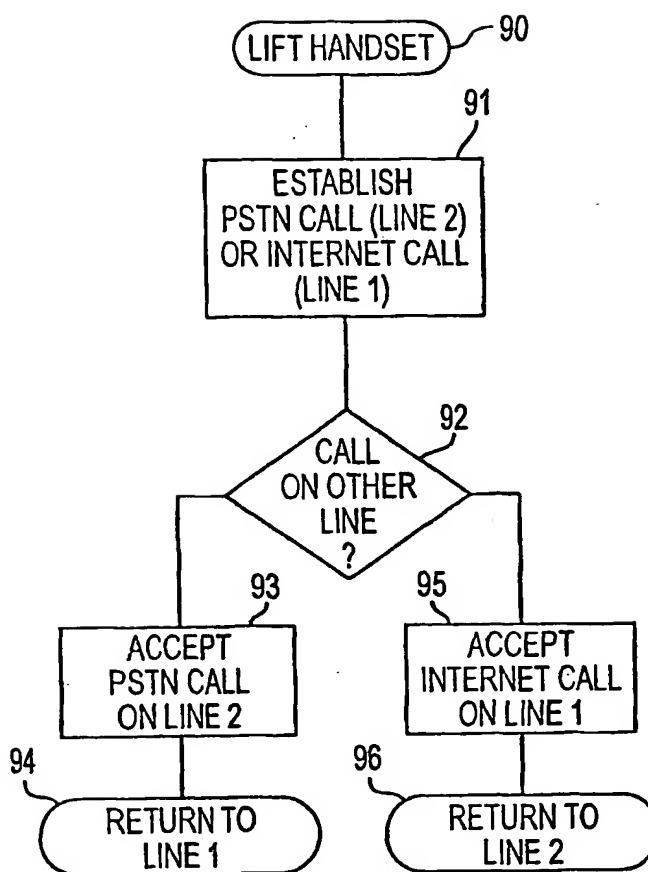 LIFT HANDSET
90
91
ESTABLISH
PSTN CALL (LINE 2)
OR INTERNET CALL
(LINE 1)
92
CALL
ON OTHER
LINE
?
93
ACCEPT
PSTN CALL
ON LINE 2
95
ACCEPT
INTERNET CALL
ON LINE 1
94
RETURN TO
LINE 1
96
RETURN TO
LINE 2